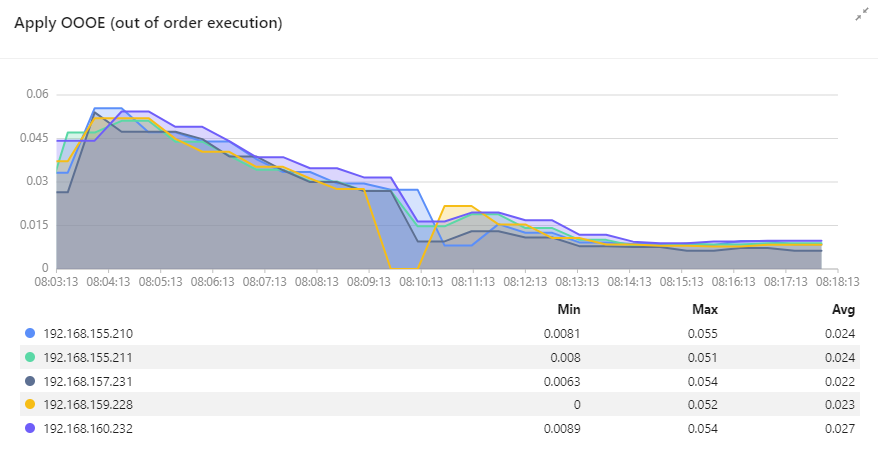 Apply OOOE (out of order execution)
0.06
0.045
0.03
0.015
0
08:03:13 08:04:13 08:05:13 08:06:13 08:07:13 08:08:13 08:09:13 08:10:13 08:11:13 08:12:13 08:13:13 08:14:13 08:15:13 08:16:13 08:17:13 08:18:13
Min Max Avg
192.168.155.210 0.0081 0.055 0.024
192.168.155.211 0.008 0.051 0.024
192.168.157.231 0.0063 0.054 0.022
192.168.159.228 0 0.052 0.023
192.168.160.232 0.0089 0.054 0.027